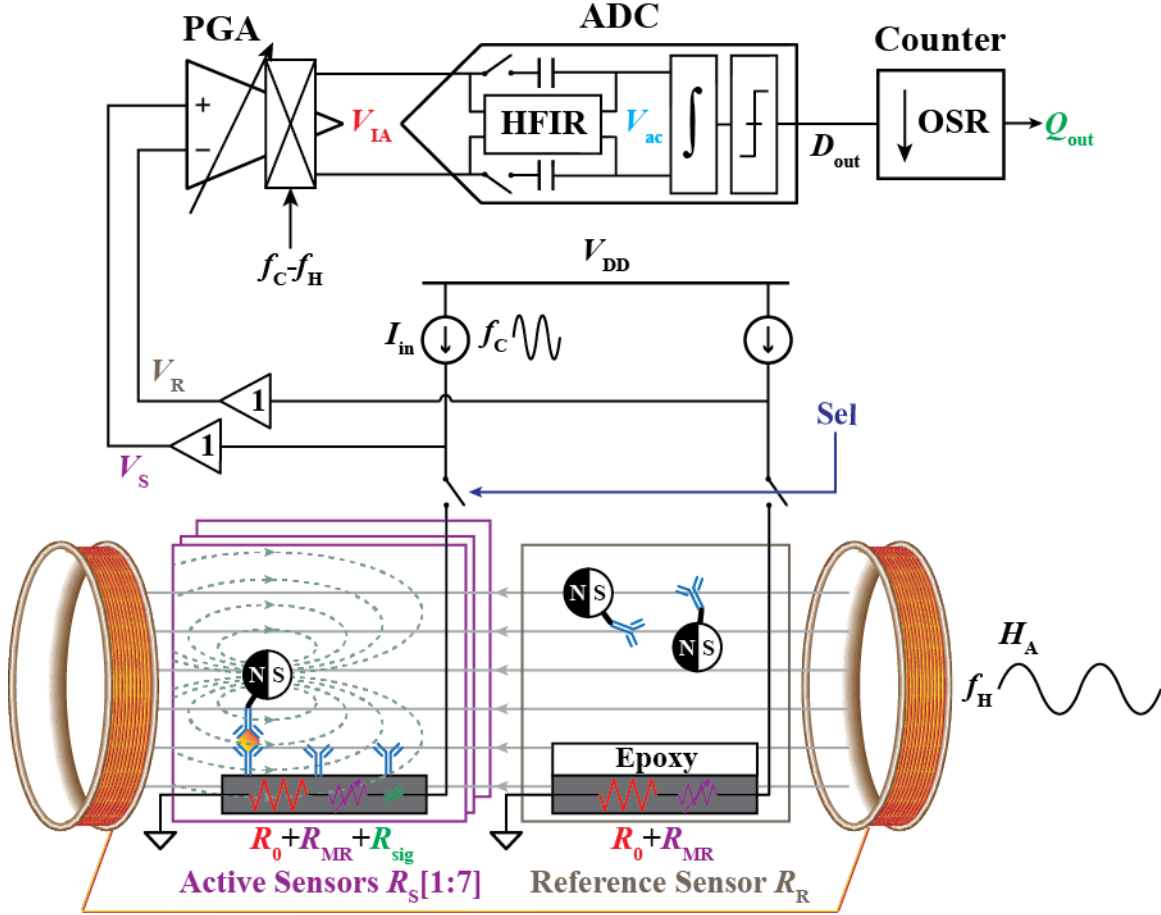 PGA
ADC
Counter
+
−
V_IA
HFIR
V_ac
∫
D_out
OSR
Q_out
f_C-f_H
V_DD
I_in
f_C
V_R
1
Sel
V_S
1
N S
N S
N S
H_A
f_H
Epoxy
R_0+R_MR+R_sig
R_0+R_MR
Active Sensors R_S[1:7]
Reference Sensor R_R